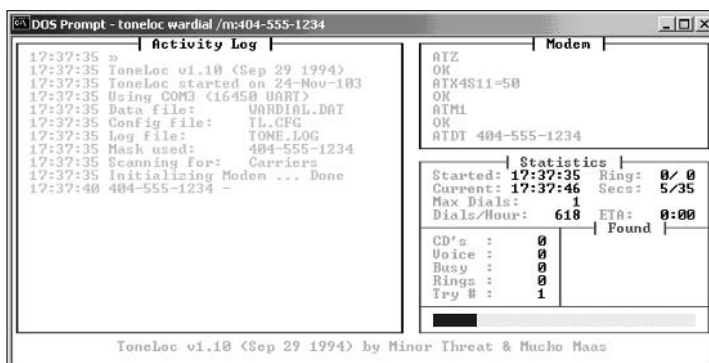 DOS Prompt - toneloc wardial /m:404-555-1234
Activity Log
17:37:35 »
17:37:35 ToneLoc v1.10 (Sep 29 1994)
17:37:35 ToneLoc started on 24-Nov-103
17:37:35 Using COM3 (16450 UART)
17:37:35 Data file: WARDIAL.DAT
17:37:35 Config file: TL.CFG
17:37:35 Log file: TONE.LOG
17:37:35 Mask used: 404-555-1234
17:37:35 Scanning for: Carriers
17:37:35 Initializing Modem ... Done
17:37:40 404-555-1234 -
Modem
ATZ
OK
ATX4S11=50
OK
ATM1
OK
ATDT 404-555-1234
Statistics
Started: 17:37:35 Ring: 0/ 0
Current: 17:37:46 Secs: 5/35
Max Dials: 1
Dials/Hour: 618 ETA: 0:00
Found
CD's : 0
Voice : 0
Busy : 0
Rings : 0
Try # : 1
ToneLoc v1.10 (Sep 29 1994) by Minor Threat & Mucho Maas